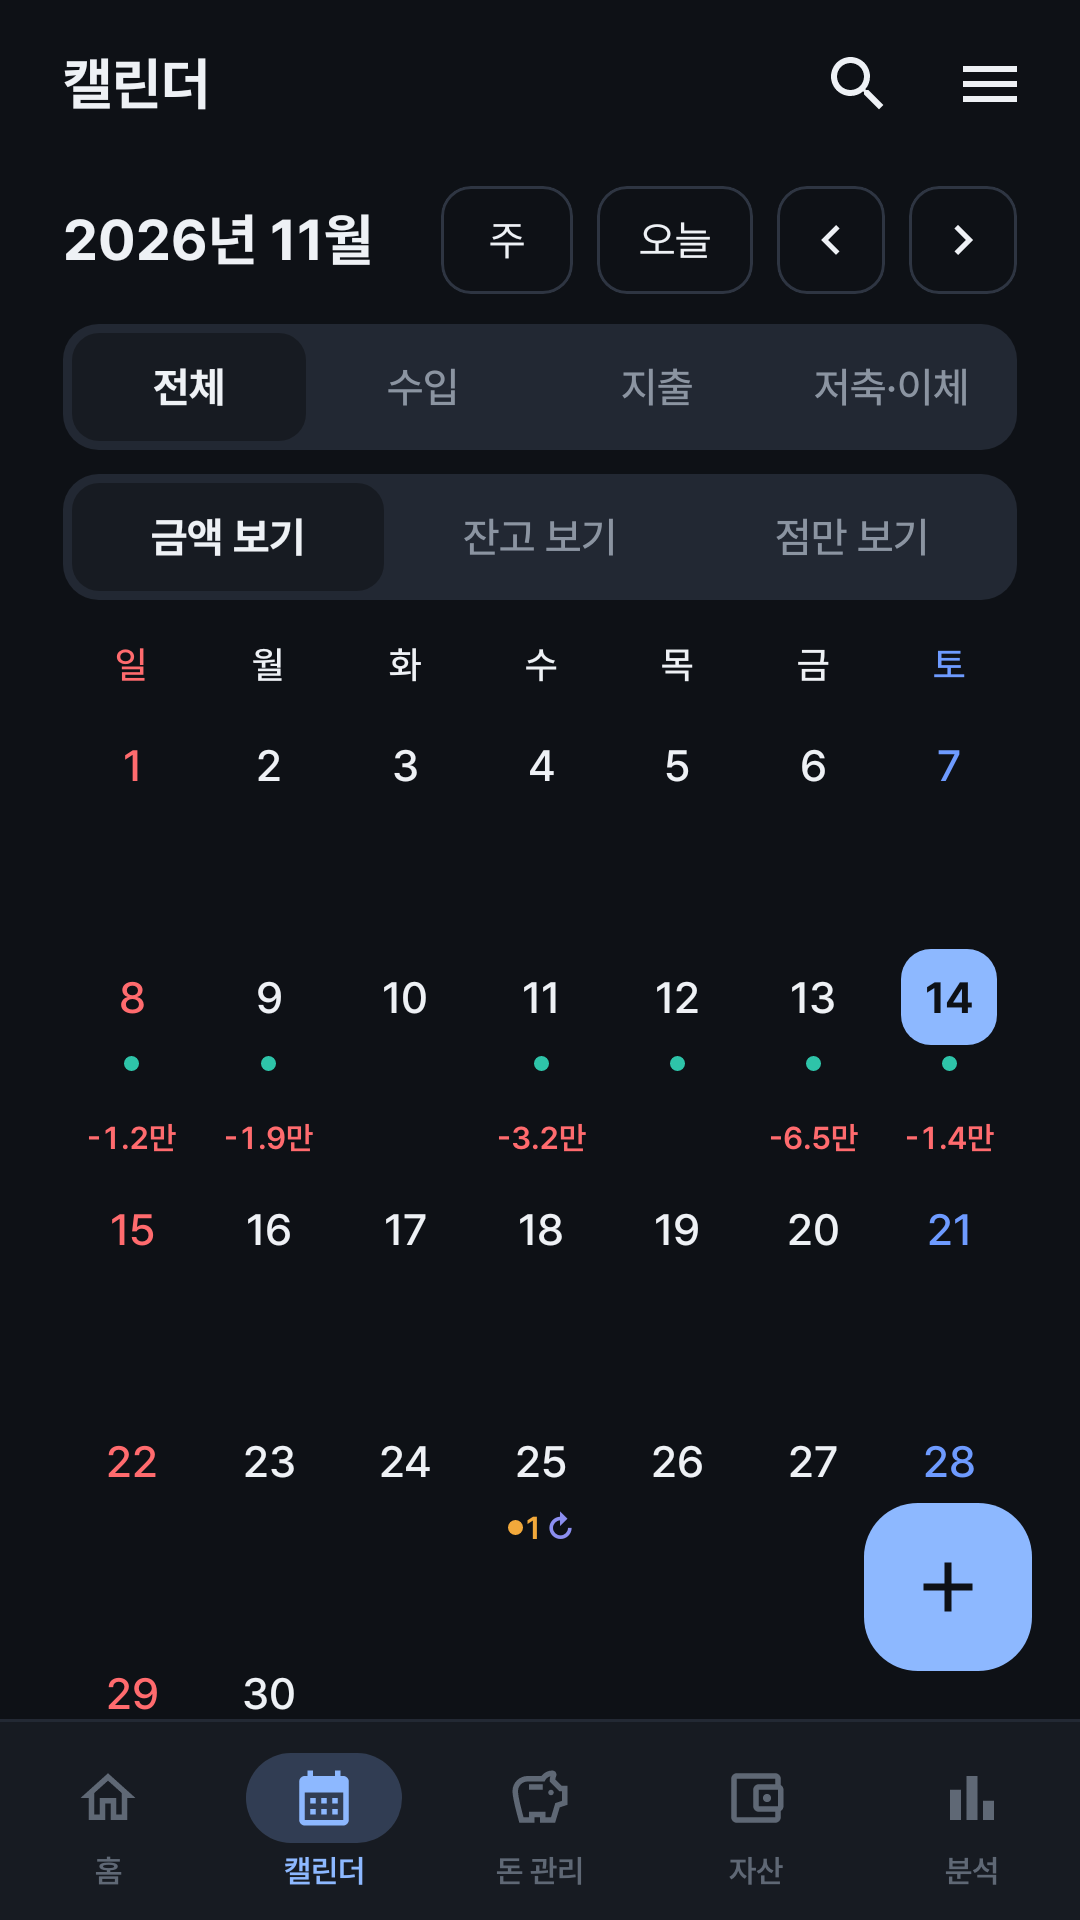 캘린더
2026년 11월 주 오늘
전체 수입 지출 저축·이체
금액 보기 잔고 보기 점만 보기
일 월 화 수 목 금 토
1 2 3 4 5 6 7
8 9 10 11 12 13 14
-1.2만 -1.9만 -3.2만 -6.5만 -1.4만
15 16 17 18 19 20 21
22 23 24 25 26 27 28
1
29 30
홈 캘린더 돈 관리 자산 분석